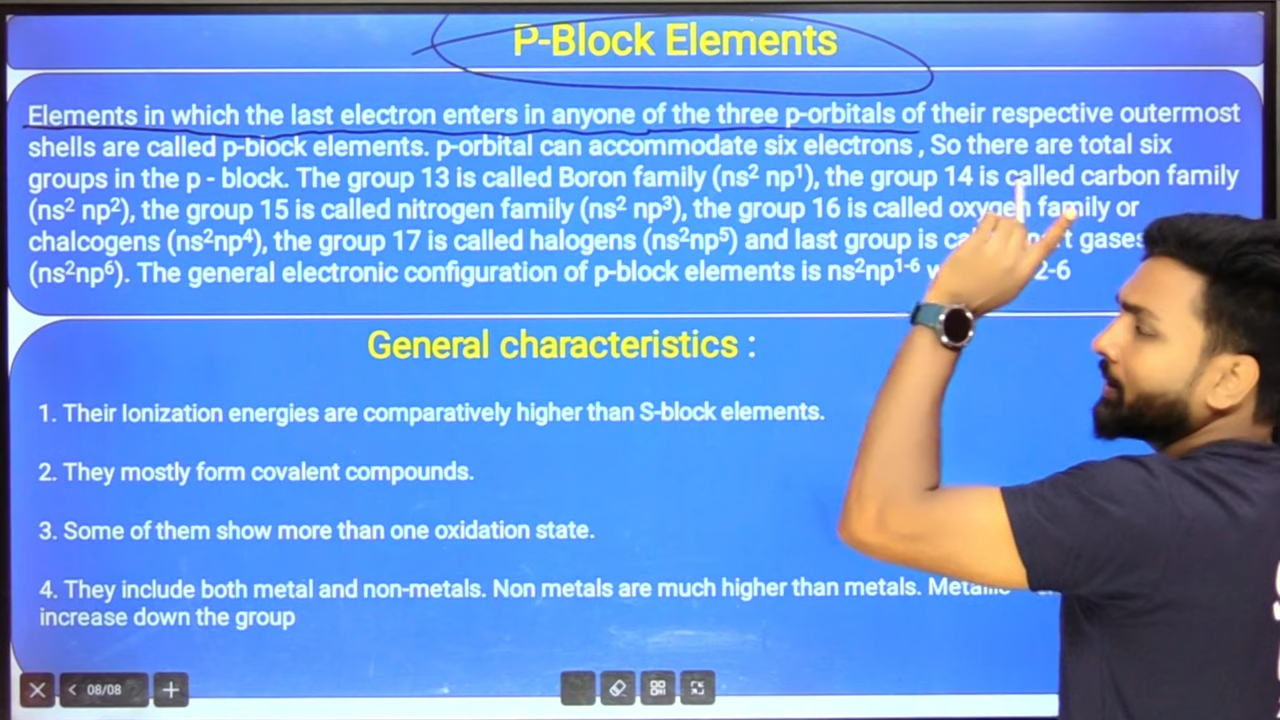 P-Block Elements
Elements in which the last electron enters in anyone of the three p-orbitals of their respective outermost
shells are called p-block elements. p-orbital can accommodate six electrons , So there are total six
groups in the p - block. The group 13 is called Boron family (ns² np¹), the group 14 is called carbon family
(ns² np²), the group 15 is called nitrogen family (ns² np³), the group 16 is called oxygen family or
chalcogens (ns²np⁴), the group 17 is called halogens (ns²np⁵) and last group is gases
(ns²np⁶). The general electronic configuration of p-block elements is ns²np¹⁻⁶ 2-6
General characteristics :
1. Their Ionization energies are comparatively higher than S-block elements.
2. They mostly form covalent compounds.
3. Some of them show more than one oxidation state.
4. They include both metal and non-metals. Non metals are much higher than metals.
increase down the group
08/08